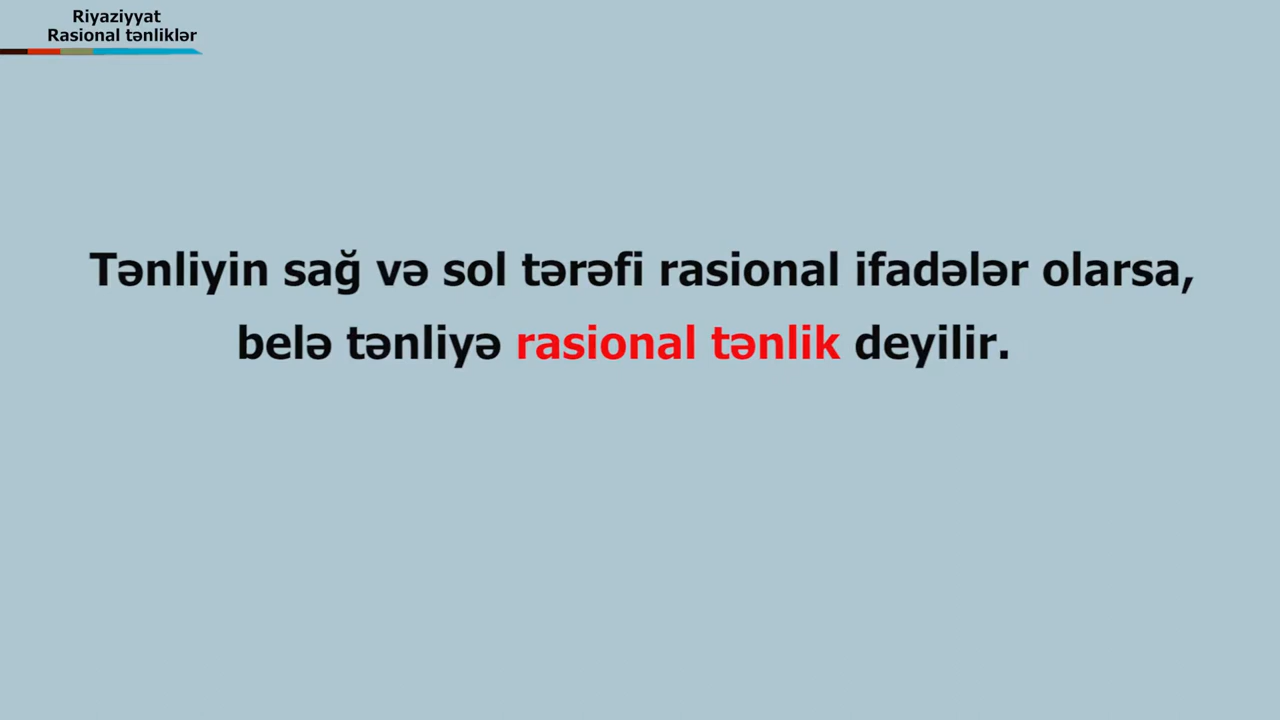 Riyaziyyat
Rasional tənliklər
Tənliyin sağ və sol tərəfi rasional ifadələr olarsa,
belə tənliyə rasional tənlik deyilir.